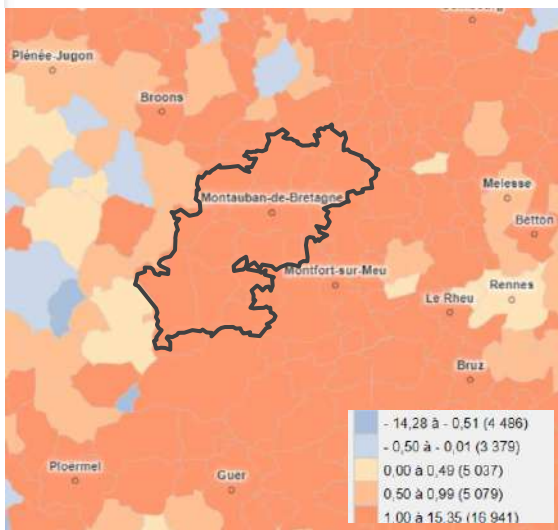 Plénée-Jugon
Broons
Melesse
Montauban-de-Bretagne
Betton
Montfort-sur-Meu
Rennes
Le Rheu
Bruz
Ploërmel
Guer
- 14,28 à - 0,51 (4 486)
- 0,50 à - 0,01 (3 379)
0,00 à 0,49 (5 037)
0,50 à 0,99 (5 079)
1,00 à 15,35 (16 941)